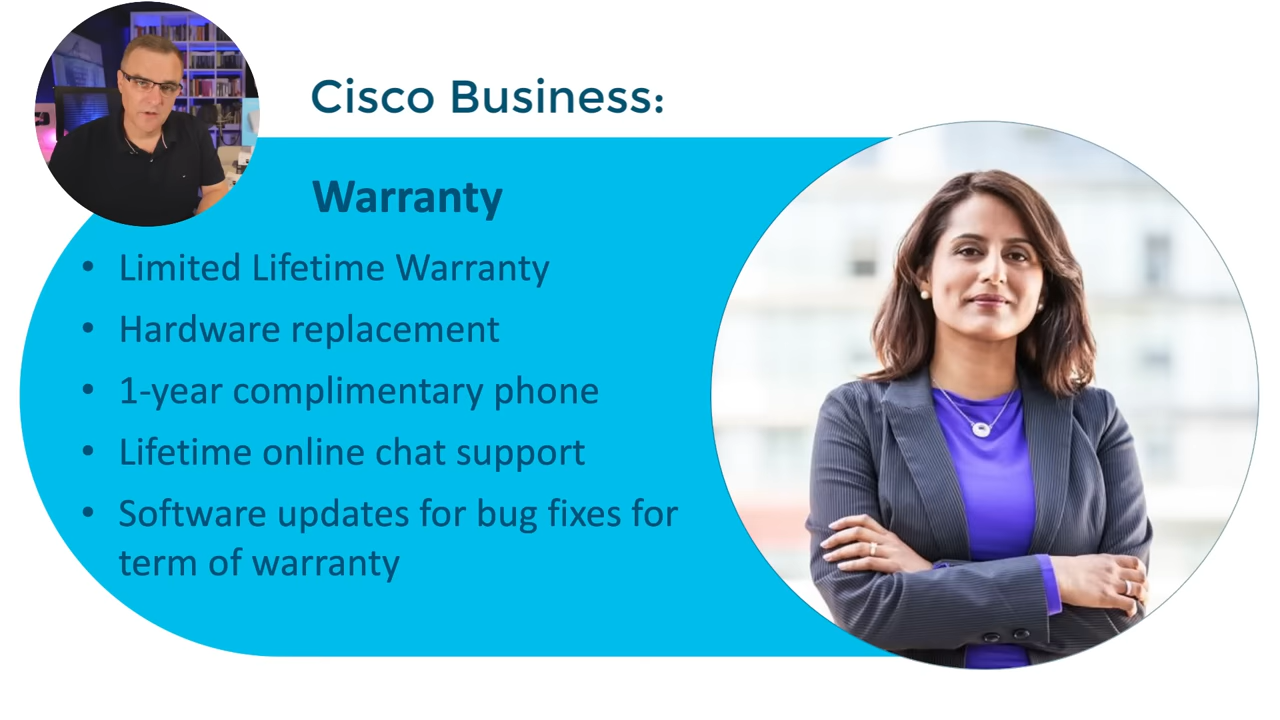 Cisco Business:
Warranty
• Limited Lifetime Warranty
• Hardware replacement
• 1-year complimentary phone
• Lifetime online chat support
• Software updates for bug fixes for
term of warranty